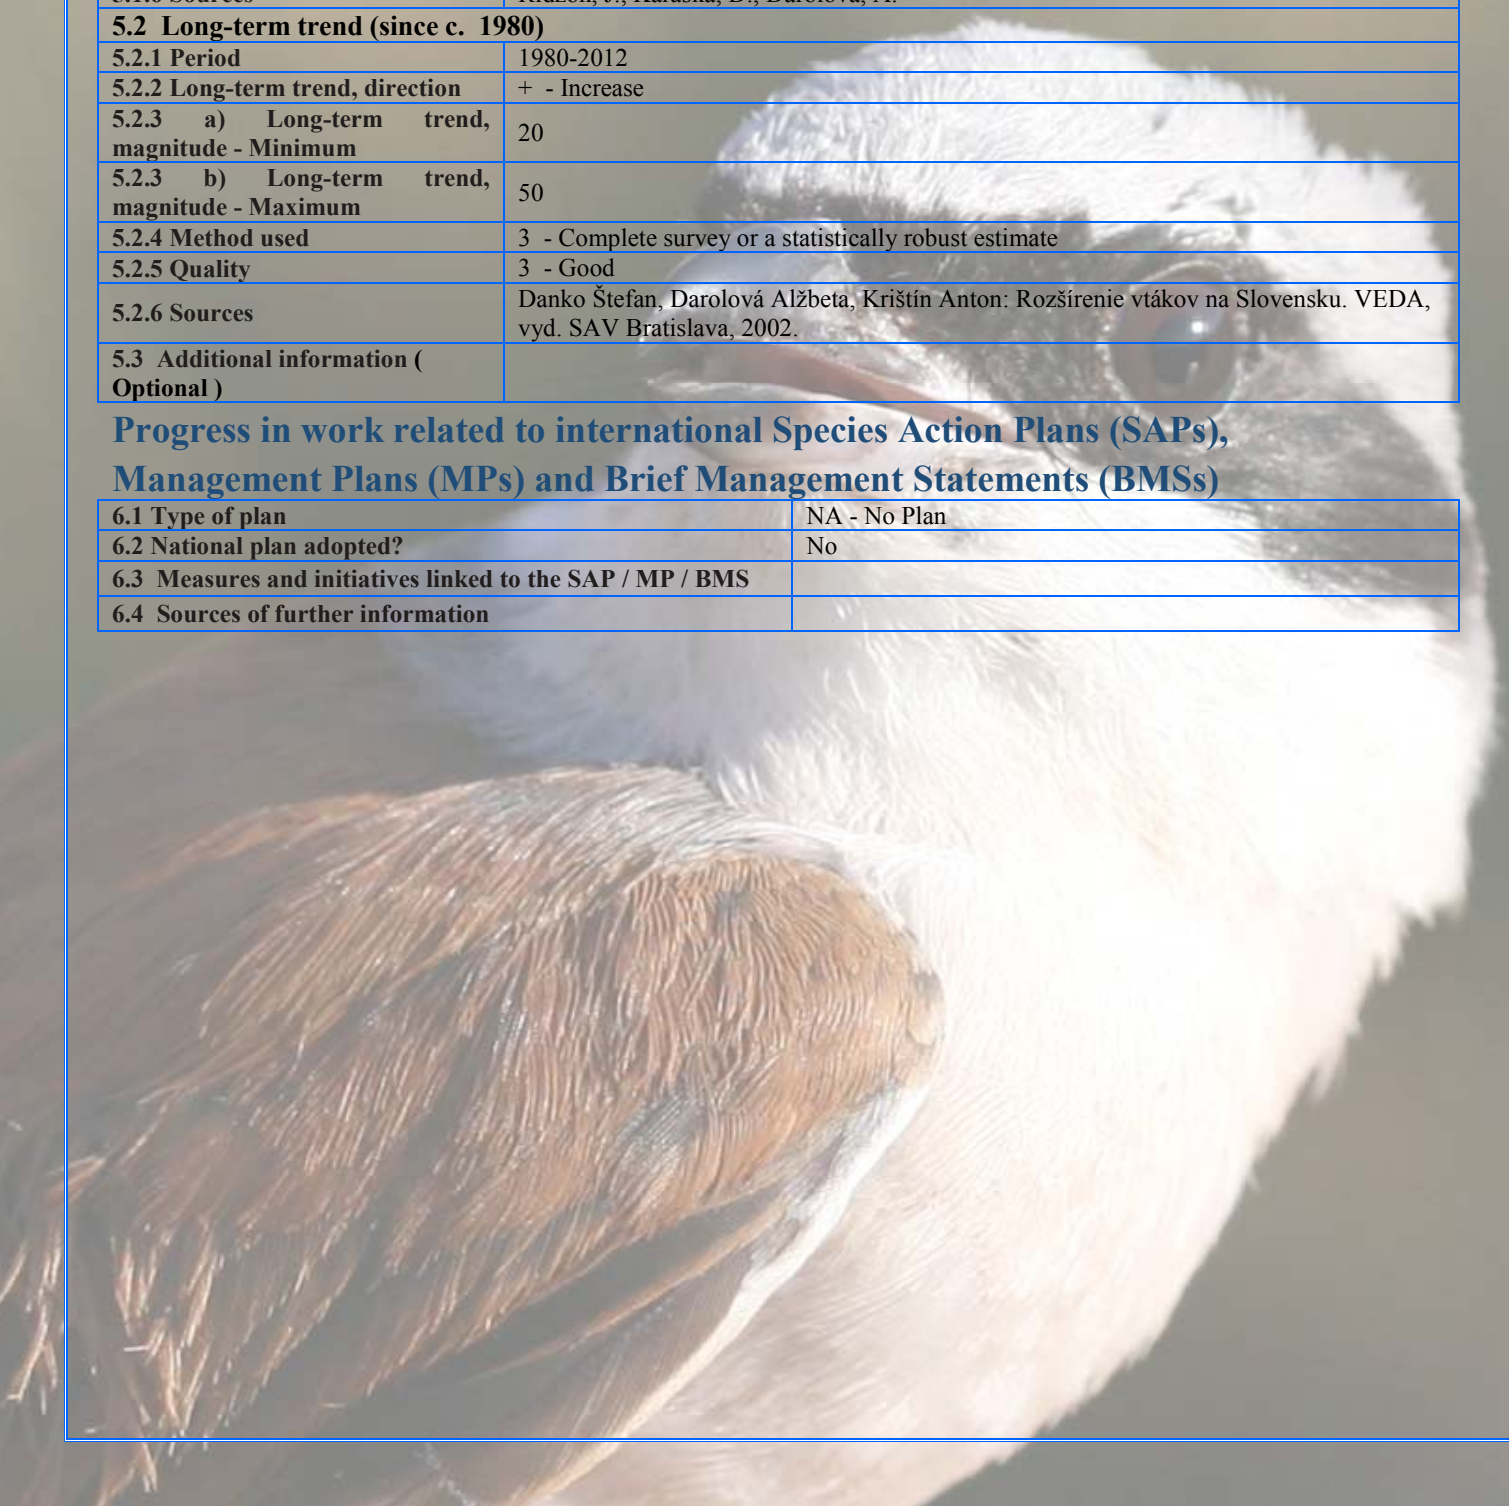 5.2 Long-term trend (since c. 1980)
5.2.1 Period 1980-2012
5.2.2 Long-term trend, direction + - Increase
5.2.3 a) Long-term trend,
magnitude - Minimum
20
5.2.3 b) Long-term trend,
magnitude - Maximum
50
5.2.4 Method used 3 - Complete survey or a statistically robust estimate
5.2.5 Quality 3 - Good
5.2.6 Sources
Danko Štefan, Darolová Alžbeta, Krištín Anton: Rozšírenie vtákov na Slovensku. VEDA,
vyd. SAV Bratislava, 2002.
5.3 Additional information (
Optional )
Progress in work related to international Species Action Plans (SAPs),
Management Plans (MPs) and Brief Management Statements (BMSs)
6.1 Type of plan NA - No Plan
6.2 National plan adopted? No
6.3 Measures and initiatives linked to the SAP / MP / BMS
6.4 Sources of further information